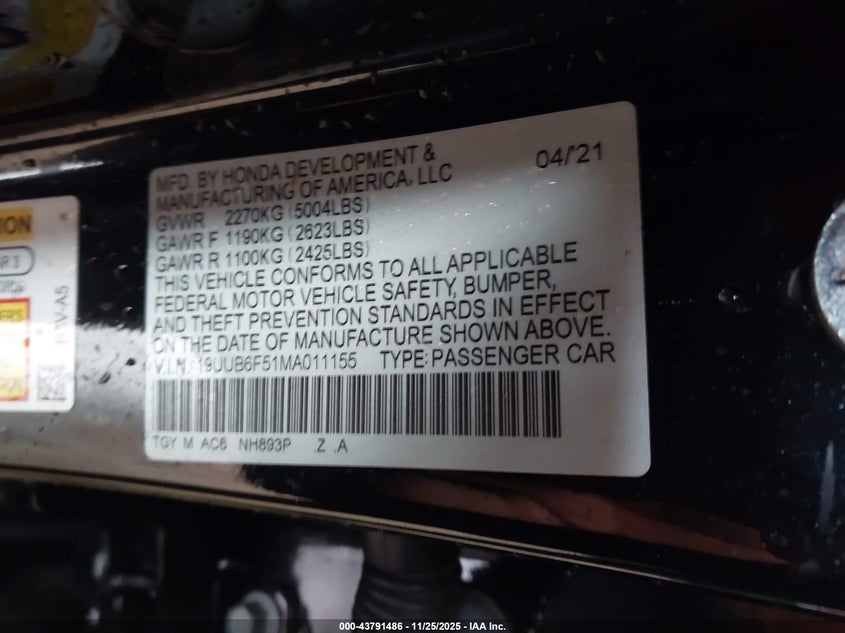 MFD. BY HONDA DEVELOPMENT & 04/'21
MANUFACTURING OF AMERICA, LLC
GVWR 2270KG (5004LBS)
GAWR F 1190KG (2623LBS)
GAWR R 1100KG (2425LBS)
THIS VEHICLE CONFORMS TO ALL APPLICABLE
FEDERAL MOTOR VEHICLE SAFETY, BUMPER,
AND THEFT PREVENTION STANDARDS IN EFFECT
ON THE DATE OF MANUFACTURE SHOWN ABOVE.
V.I.N.: 19UUB6F51MA011155 TYPE: PASSENGER CAR
TGY M AC6 NH893P .Z .A
TGV-A5
000-43791486 - 11/25/2025 - IAA Inc.